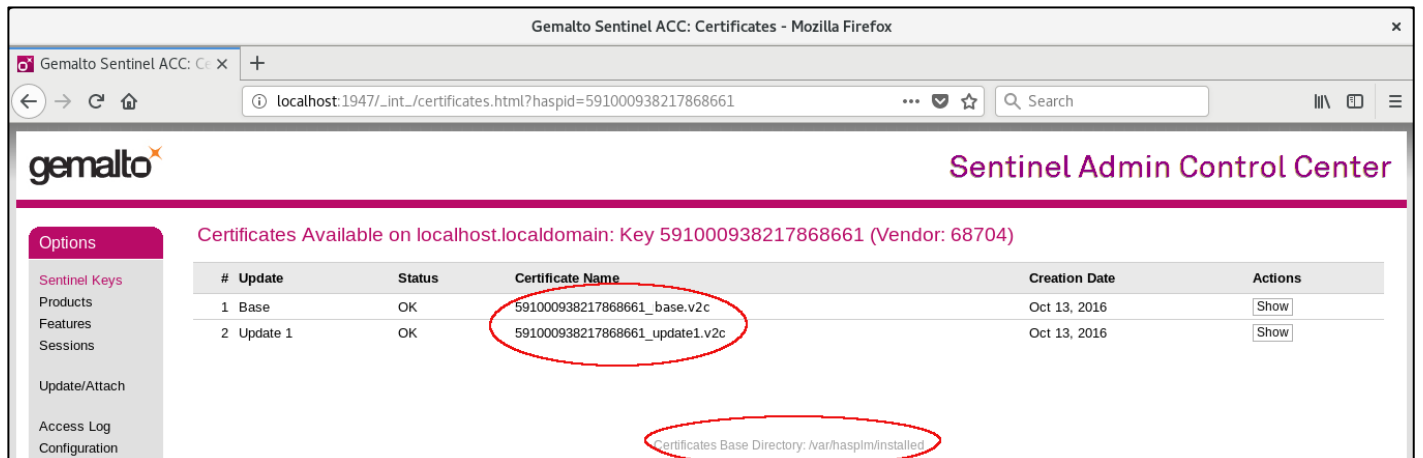 Gemalto Sentinel ACC: Certificates - Mozilla Firefox
Gemalto Sentinel ACC: Ce
localhost:1947/_int_/certificates.html?haspid=591000938217868661
Search
gemalto
Sentinel Admin Control Center
Options
Certificates Available on localhost.localdomain: Key 591000938217868661 (Vendor: 68704)
# Update Status Certificate Name Creation Date Actions
1 Base OK 591000938217868661_base.v2c Oct 13, 2016 Show
2 Update 1 OK 591000938217868661_update1.v2c Oct 13, 2016 Show
Sentinel Keys
Products
Features
Sessions
Update/Attach
Access Log
Configuration
Certificates Base Directory: /var/hasplm/installed